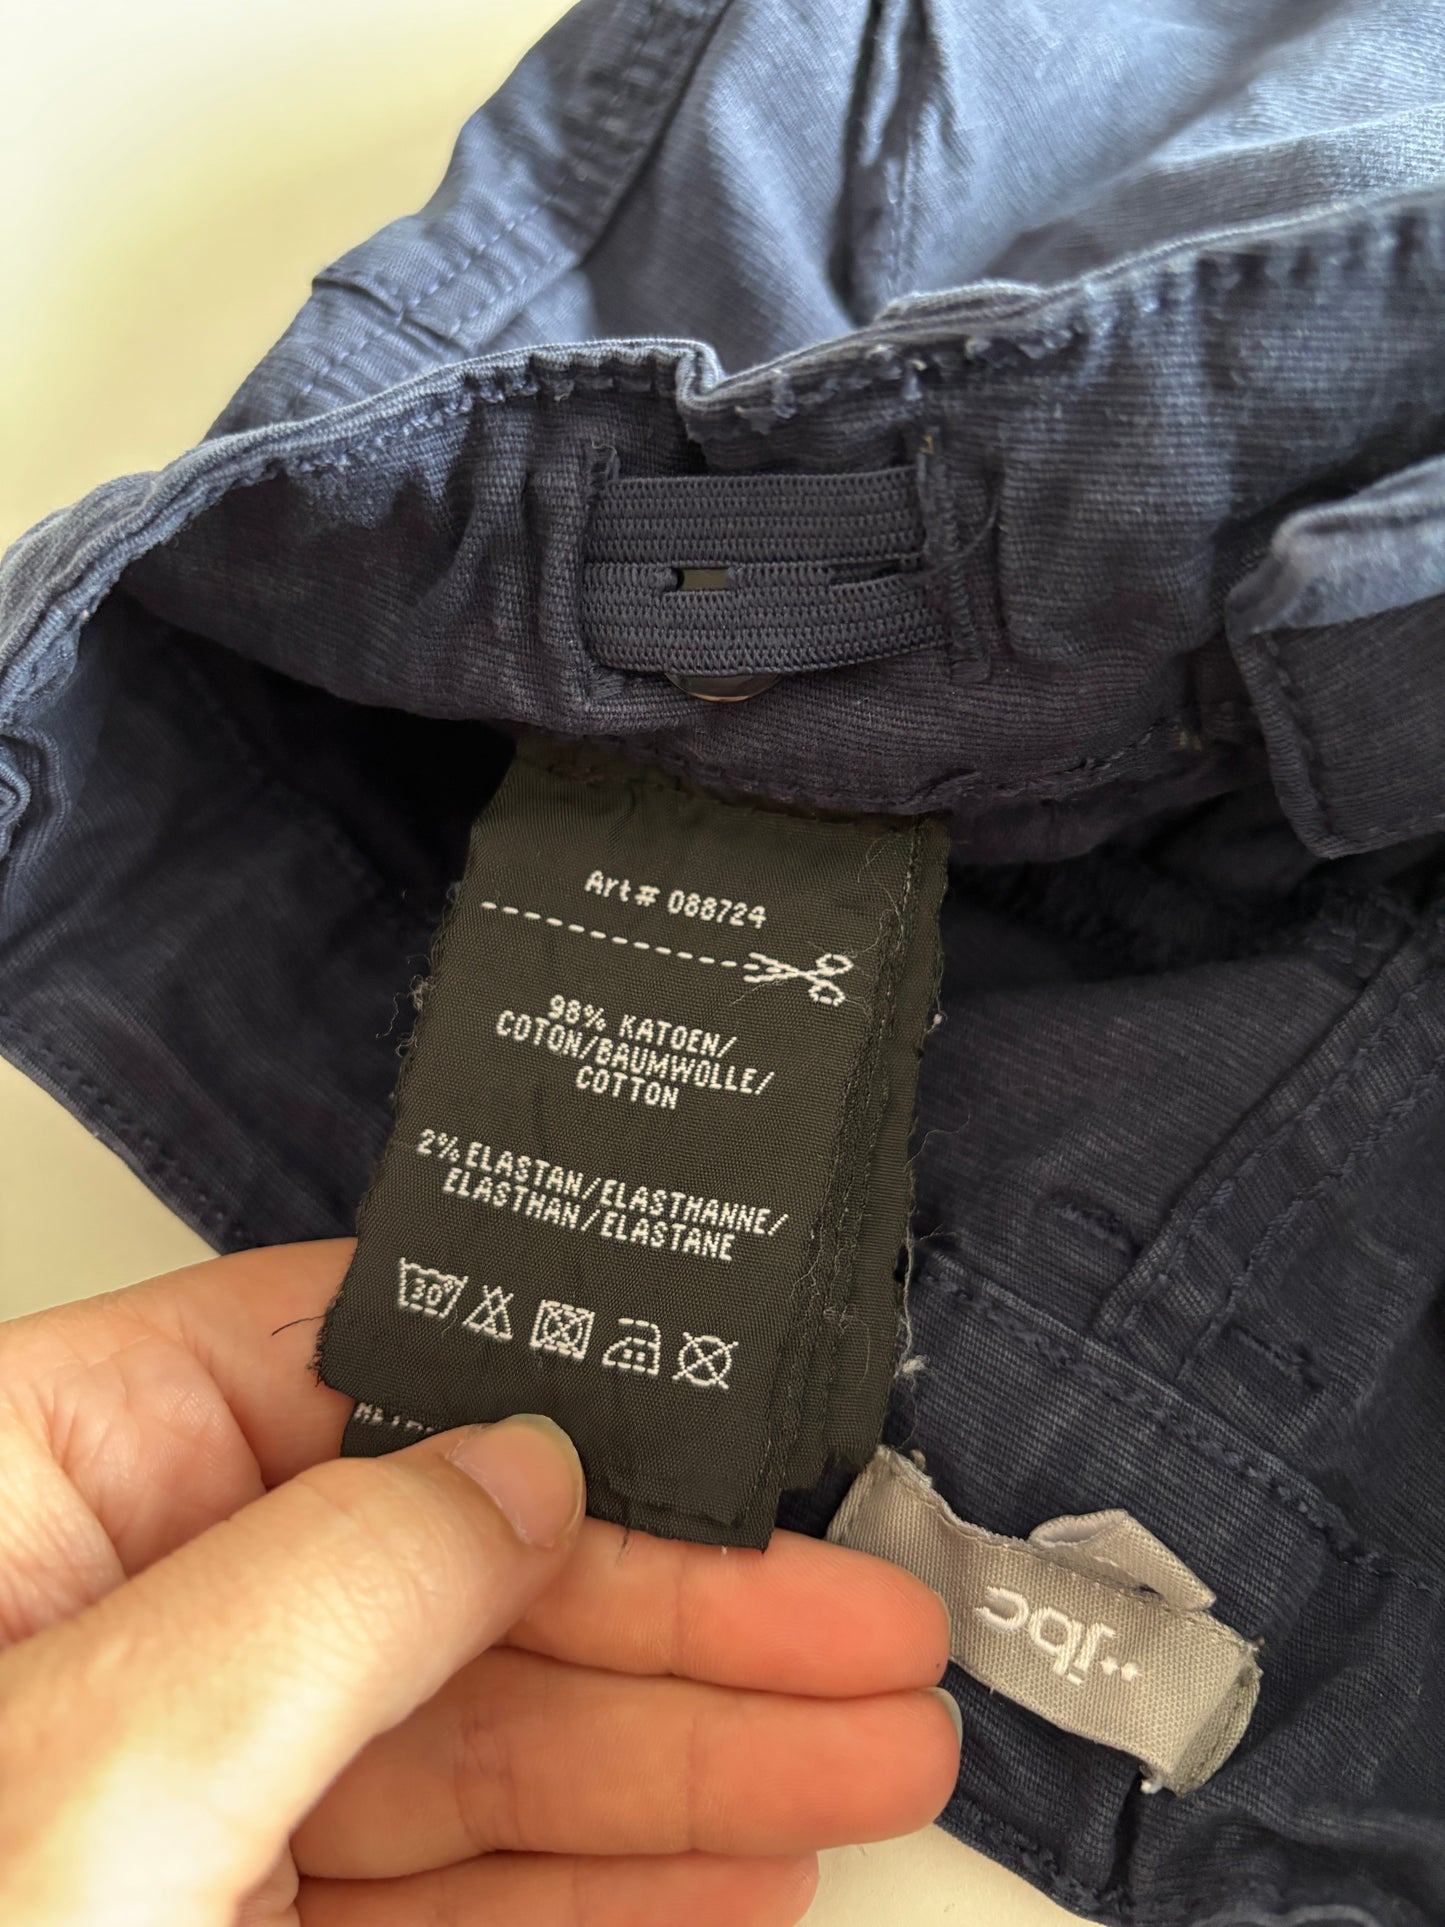 Art# 088724
98% KATOEN/
COTON/BAUMWOLLE/
COTTON
2% ELASTAN/ELASTHANNE/
ELASTHAN/ELASTANE
30°
jbc